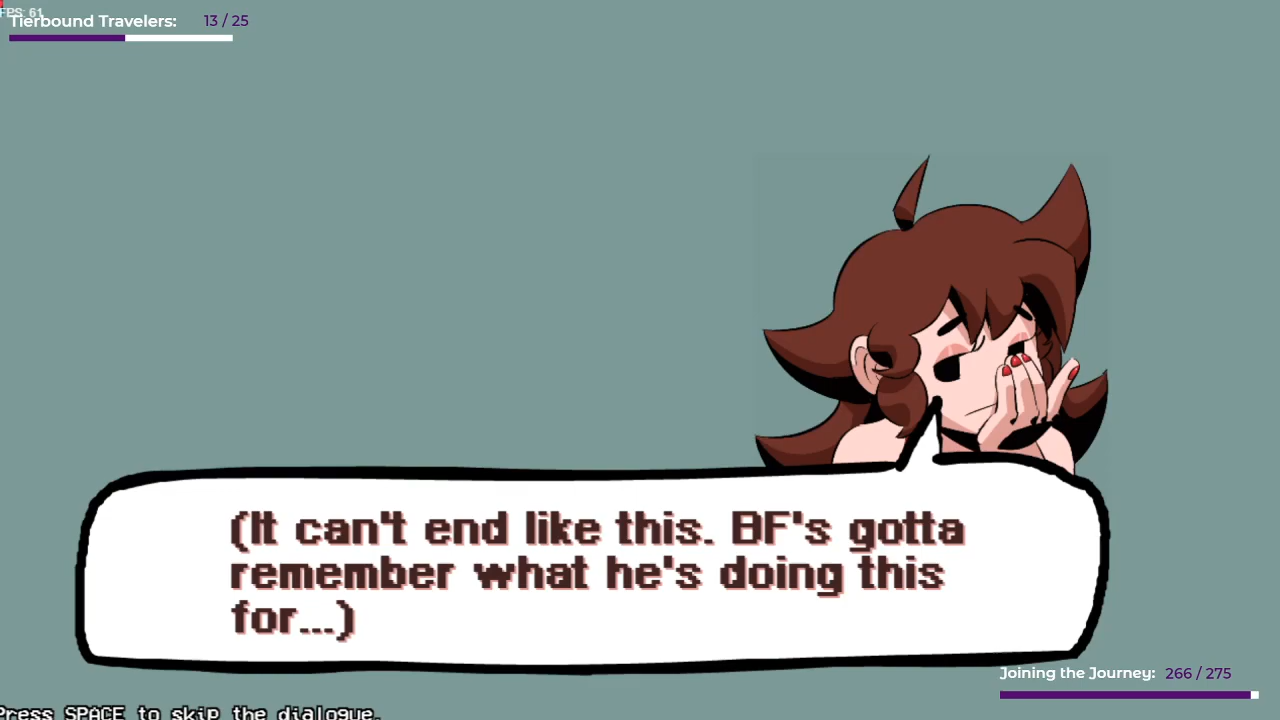 FPS: 61
Tierbound Travelers: 13 / 25
(It can't end like this. BF's gotta
remember what he's doing this
for...)
Joining the Journey: 266 / 275
Press SPACE to skip the dialogue.